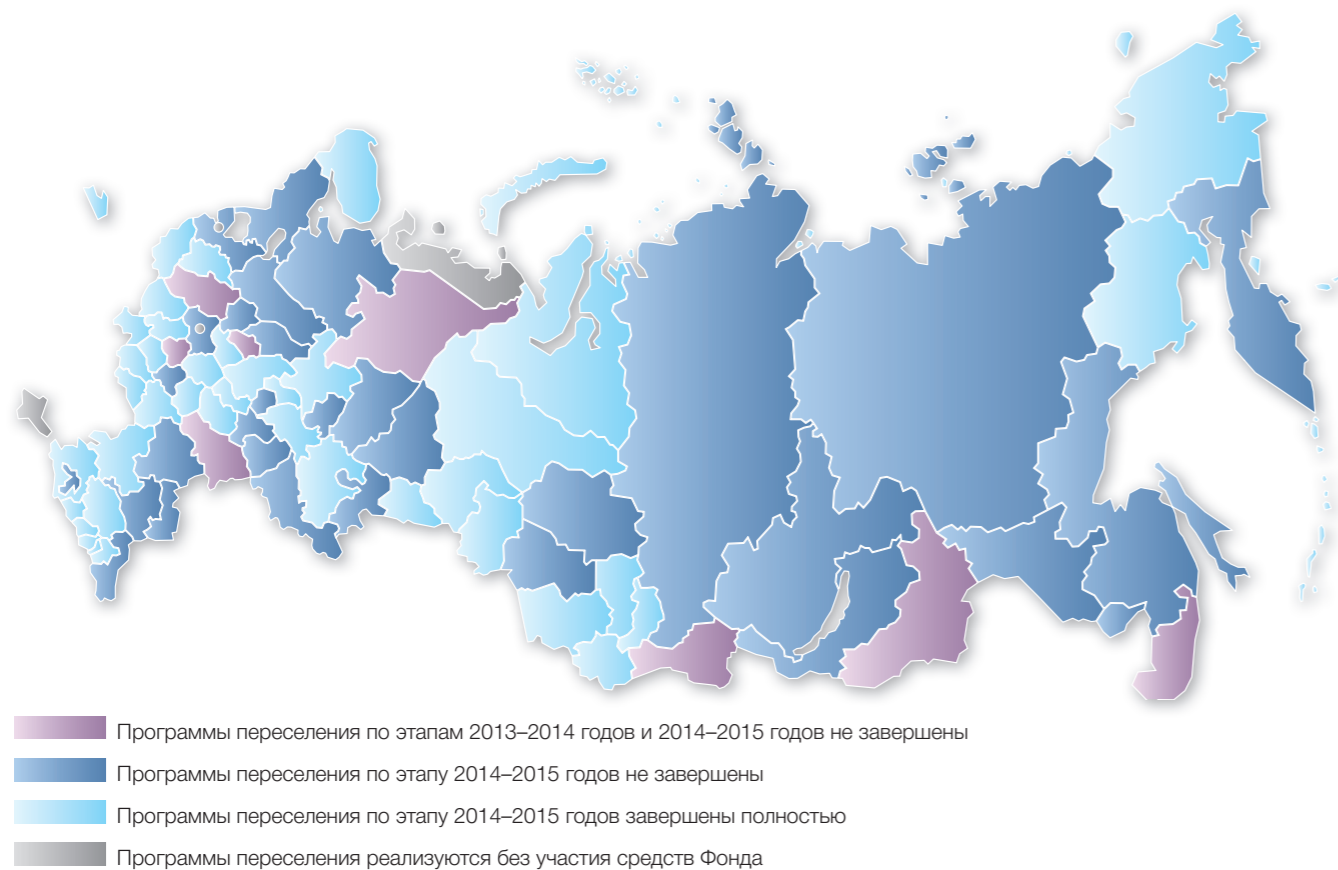 Программы переселения по этапам 2013–2014 годов и 2014–2015 годов не завершены
Программы переселения по этапу 2014–2015 годов не завершены
Программы переселения по этапу 2014–2015 годов завершены полностью
Программы переселения реализуются без участия средств Фонда